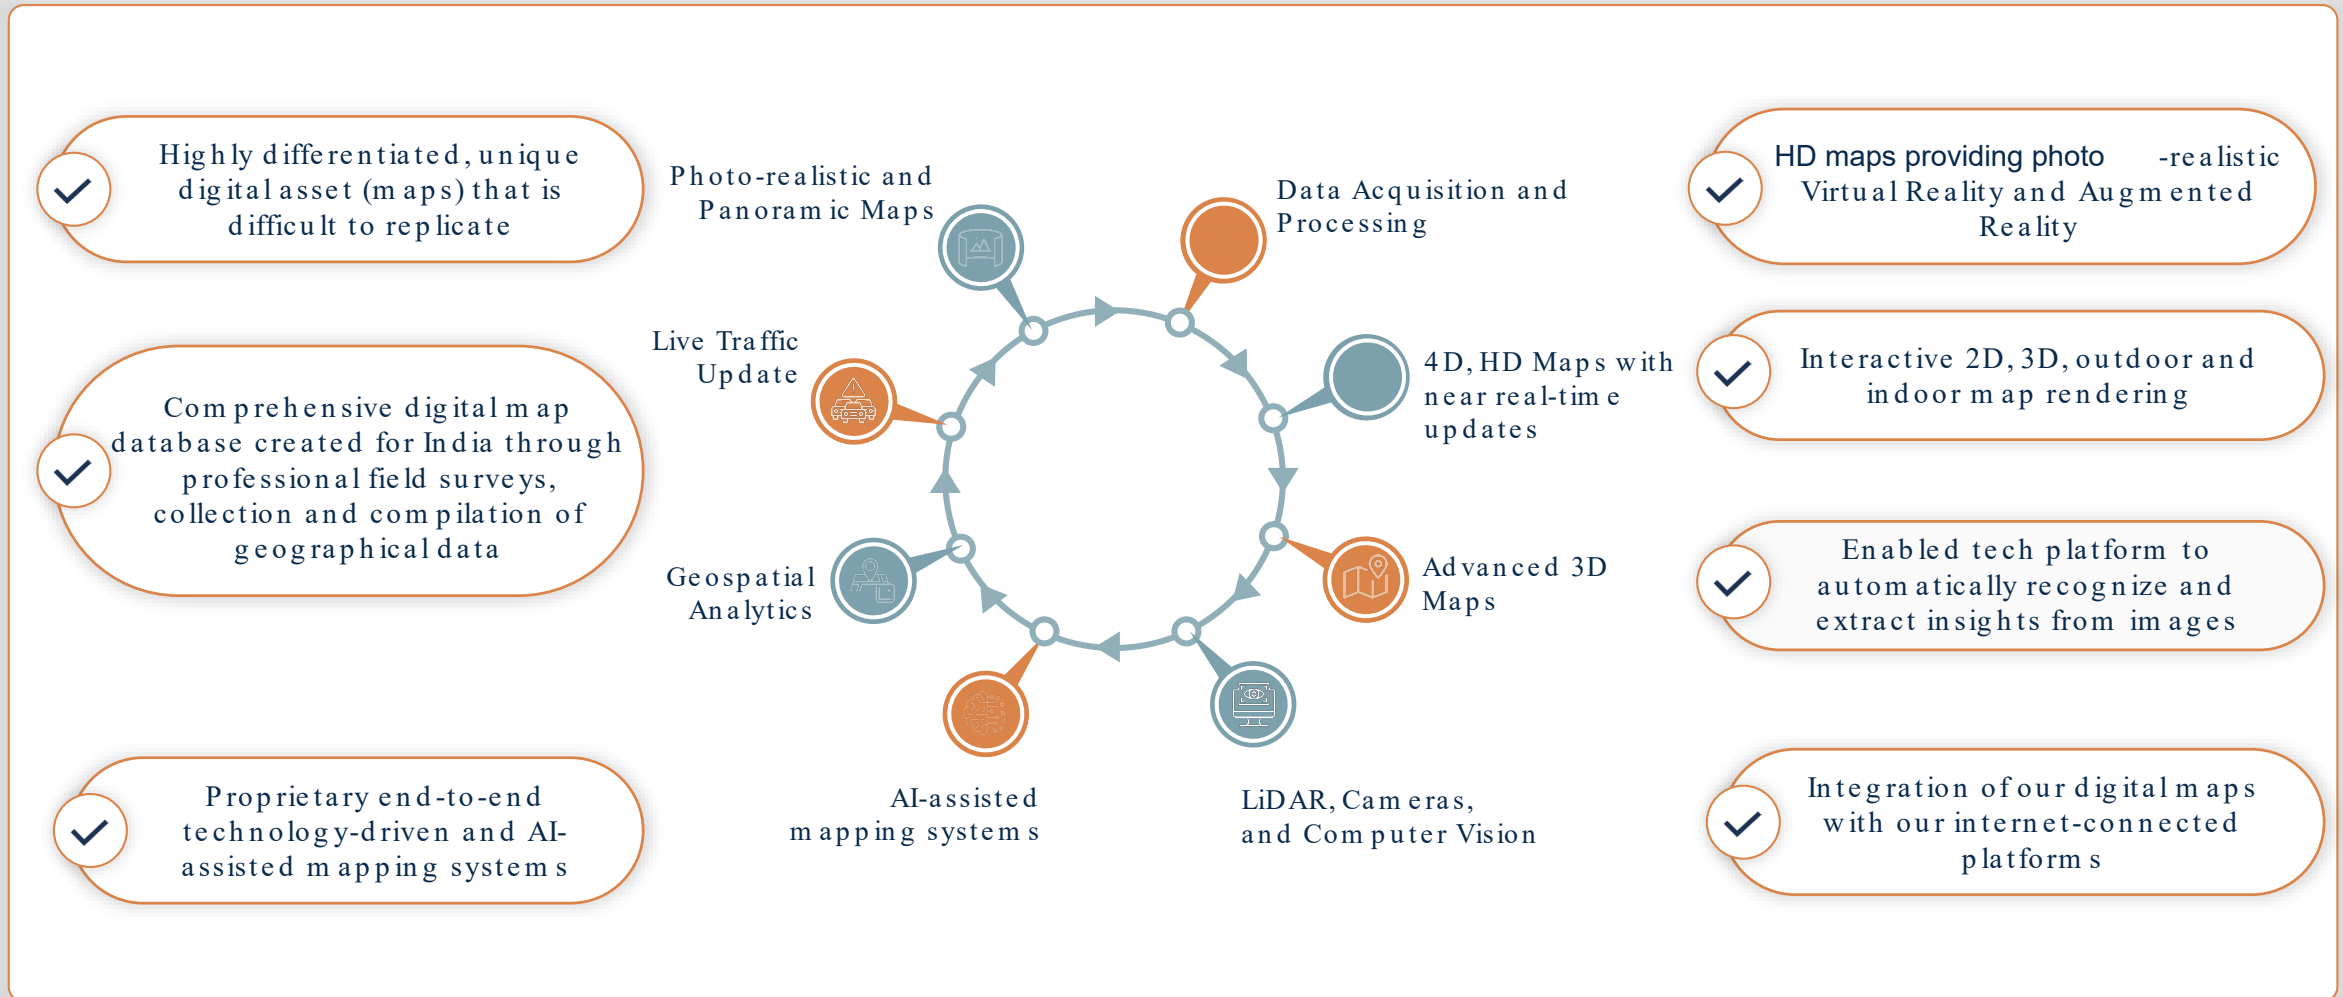 Highly differentiated, unique
digital asset (maps) that is
difficult to replicate
Comprehensive digital map
database created for India through
professional field surveys,
collection and compilation of
geographical data
Proprietary end-to-end
technology-driven and AI-
assisted mapping systems
Photo-realistic and
Panoramic Maps
Live Traffic
Update
Geospatial
Analytics
AI-assisted
mapping systems
Data Acquisition and
Processing
4D, HD Maps with
near real-time
updates
Advanced 3D
Maps
LiDAR, Cameras,
and Computer Vision
HD maps providing photo -realistic
Virtual Reality and Augmented
Reality
Interactive 2D, 3D, outdoor and
indoor map rendering
Enabled tech platform to
automatically recognize and
extract insights from images
Integration of our digital maps
with our internet-connected
platforms